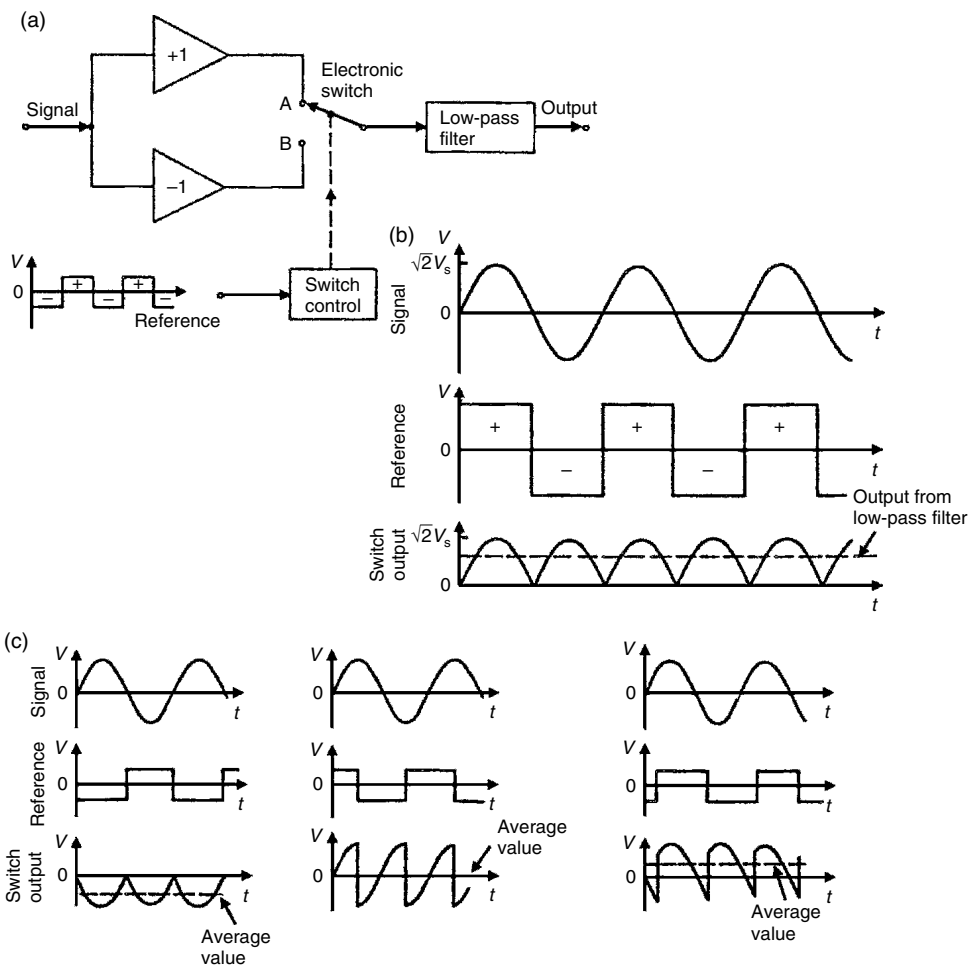 (a)
+1
Electronic
switch
A
Signal
Low-pass
filter
Output
B
−1
V
0
− + − + −
Reference
Switch
control
(b)
V
√2Vs
Signal
0
t
V
Reference
0
+ − + − +
Output from
low-pass filter
Switch
output
√2Vs
0
t
(c)
Signal
V
0
t
V
0
t
V
0
t
Reference
V
0
t
V
0
t
V
0
t
Switch
output
V
0
t
Average
value
V
0
t
Average
value
V
0
t
Average
value